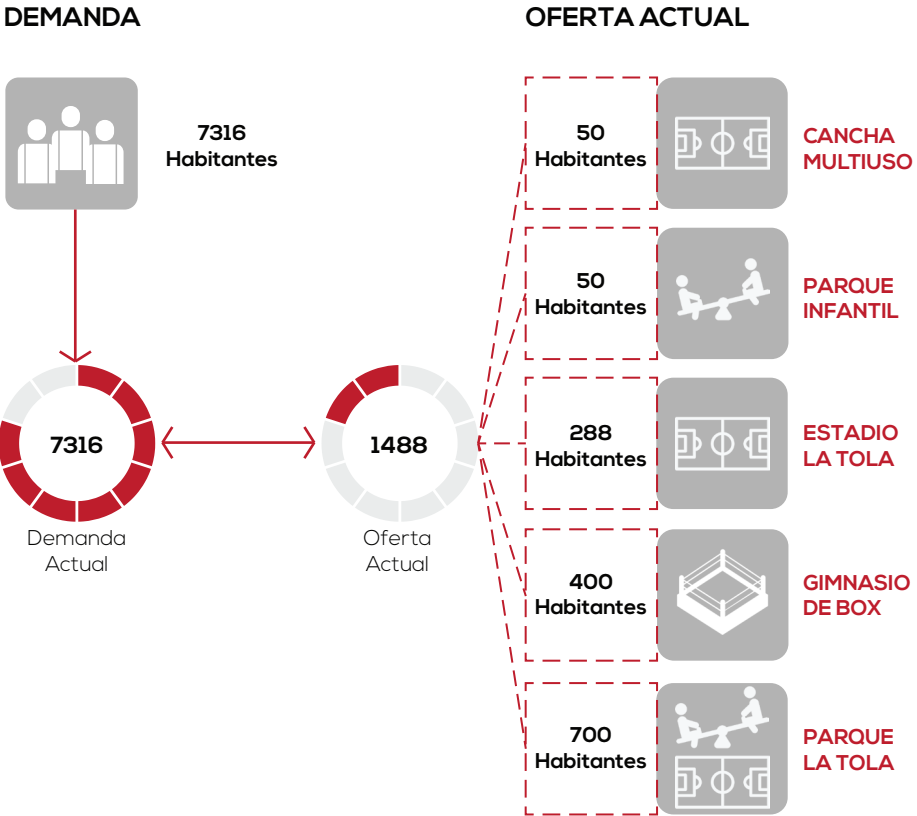 DEMANDA
OFERTA ACTUAL
7316
Habitantes
50
Habitantes
CANCHA
MULTIUSO
50
Habitantes
PARQUE
INFANTIL
7316
Demanda
Actual
1488
Oferta
Actual
288
Habitantes
ESTADIO
LA TOLA
400
Habitantes
GIMNASIO
DE BOX
700
Habitantes
PARQUE
LA TOLA